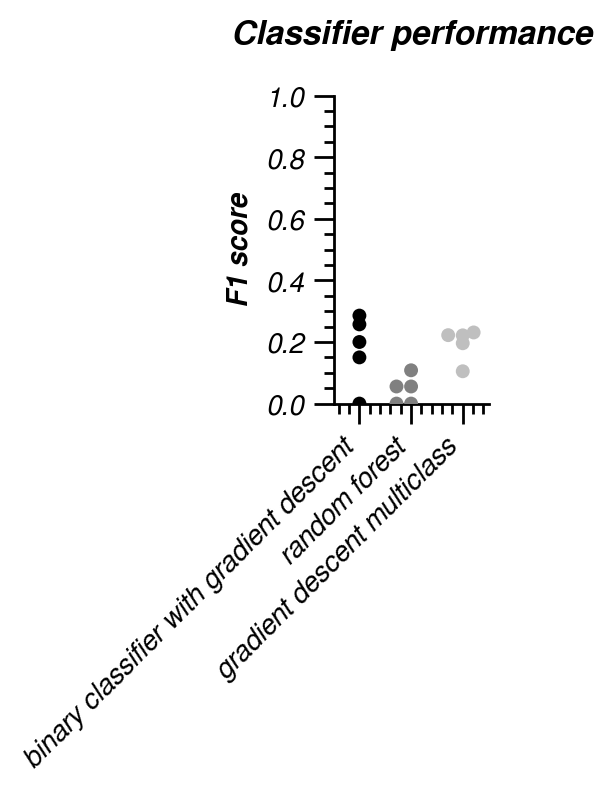 Classifier performance
F1 score
1.0
0.8
0.6
0.4
0.2
0.0
binary classifier with gradient descent
random forest
gradient descent multiclass